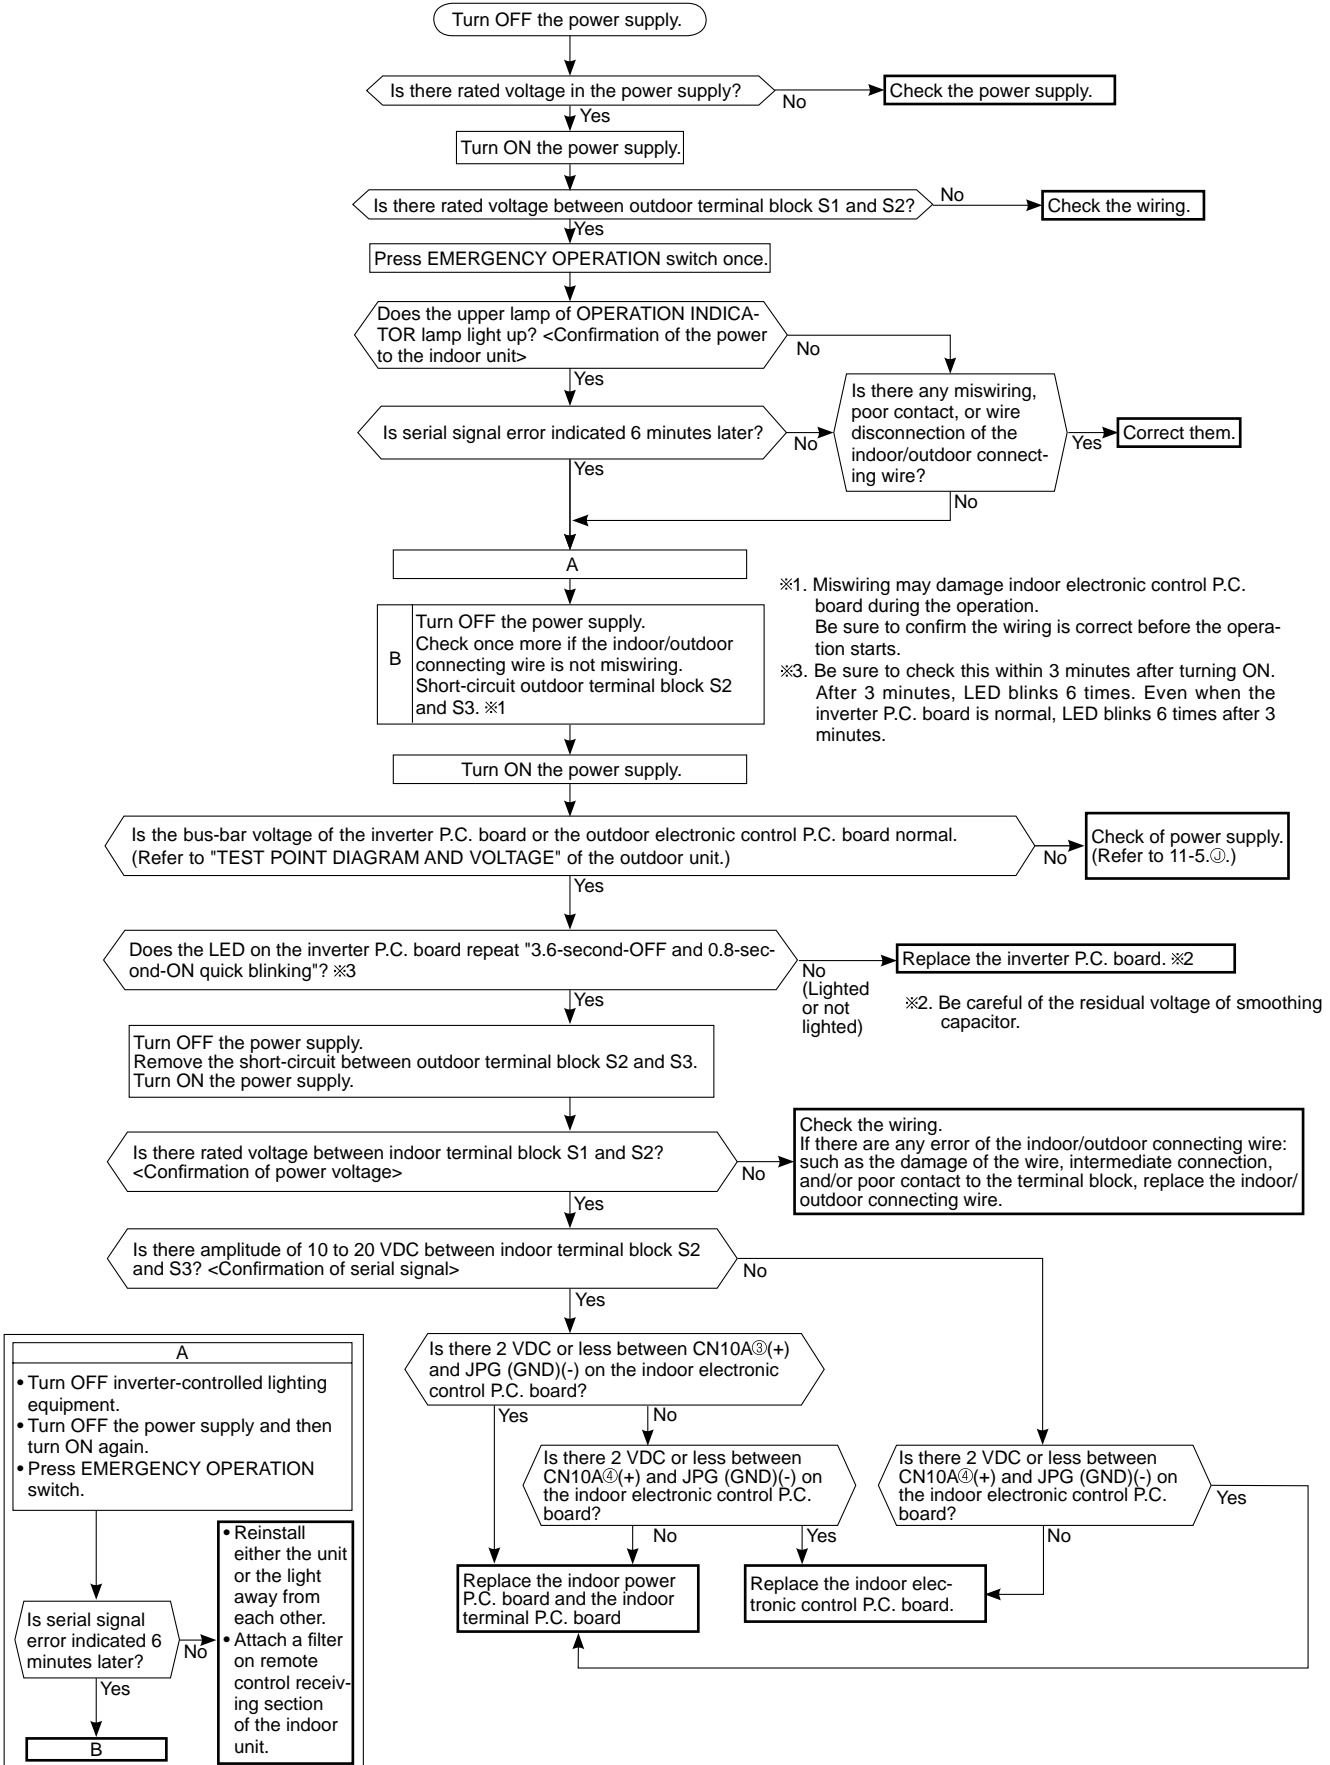 Turn OFF the power supply.
Is there rated voltage in the power supply?
No
Check the power supply.
Yes
Turn ON the power supply.
Is there rated voltage between outdoor terminal block S1 and S2?
No
Check the wiring.
Yes
Press EMERGENCY OPERATION switch once.
Does the upper lamp of OPERATION INDICA-
TOR lamp light up? <Confirmation of the power
to the indoor unit>
No
Yes
Is serial signal error indicated 6 minutes later?
No
Is there any miswiring,
poor contact, or wire
disconnection of the
indoor/outdoor connect-
ing wire?
Yes
Correct them.
Yes
No
A
B
Turn OFF the power supply.
Check once more if the indoor/outdoor
connecting wire is not miswiring.
Short-circuit outdoor terminal block S2
and S3. ※1
※1. Miswiring may damage indoor electronic control P.C.
board during the operation.
Be sure to confirm the wiring is correct before the opera-
tion starts.
※3. Be sure to check this within 3 minutes after turning ON.
After 3 minutes, LED blinks 6 times. Even when the
inverter P.C. board is normal, LED blinks 6 times after 3
minutes.
Turn ON the power supply.
Is the bus-bar voltage of the inverter P.C. board or the outdoor electronic control P.C. board normal.
(Refer to "TEST POINT DIAGRAM AND VOLTAGE" of the outdoor unit.)
No
Check of power supply.
(Refer to 11-5.Ⓙ.)
Yes
Does the LED on the inverter P.C. board repeat "3.6-second-OFF and 0.8-sec-
ond-ON quick blinking"? ※3
No
(Lighted
or not
lighted)
Replace the inverter P.C. board. ※2
※2. Be careful of the residual voltage of smoothing
capacitor.
Yes
Turn OFF the power supply.
Remove the short-circuit between outdoor terminal block S2 and S3.
Turn ON the power supply.
Is there rated voltage between indoor terminal block S1 and S2?
<Confirmation of power voltage>
No
Check the wiring.
If there are any error of the indoor/outdoor connecting wire:
such as the damage of the wire, intermediate connection,
and/or poor contact to the terminal block, replace the indoor/
outdoor connecting wire.
Yes
Is there amplitude of 10 to 20 VDC between indoor terminal block S2
and S3? <Confirmation of serial signal>
No
Yes
Is there 2 VDC or less between CN10A③(+)
and JPG (GND)(-) on the indoor electronic
control P.C. board?
Yes
No
Is there 2 VDC or less between
CN10A④(+) and JPG (GND)(-) on
the indoor electronic control P.C.
board?
No
Yes
Is there 2 VDC or less between
CN10A④(+) and JPG (GND)(-) on
the indoor electronic control P.C.
board?
Yes
No
Replace the indoor power
P.C. board and the indoor
terminal P.C. board
Replace the indoor elec-
tronic control P.C. board.
A
• Turn OFF inverter-controlled lighting
equipment.
• Turn OFF the power supply and then
turn ON again.
• Press EMERGENCY OPERATION
switch.
Is serial signal
error indicated 6
minutes later?
No
• Reinstall
either the unit
or the light
away from
each other.
• Attach a filter
on remote
control receiv-
ing section
of the indoor
unit.
Yes
B